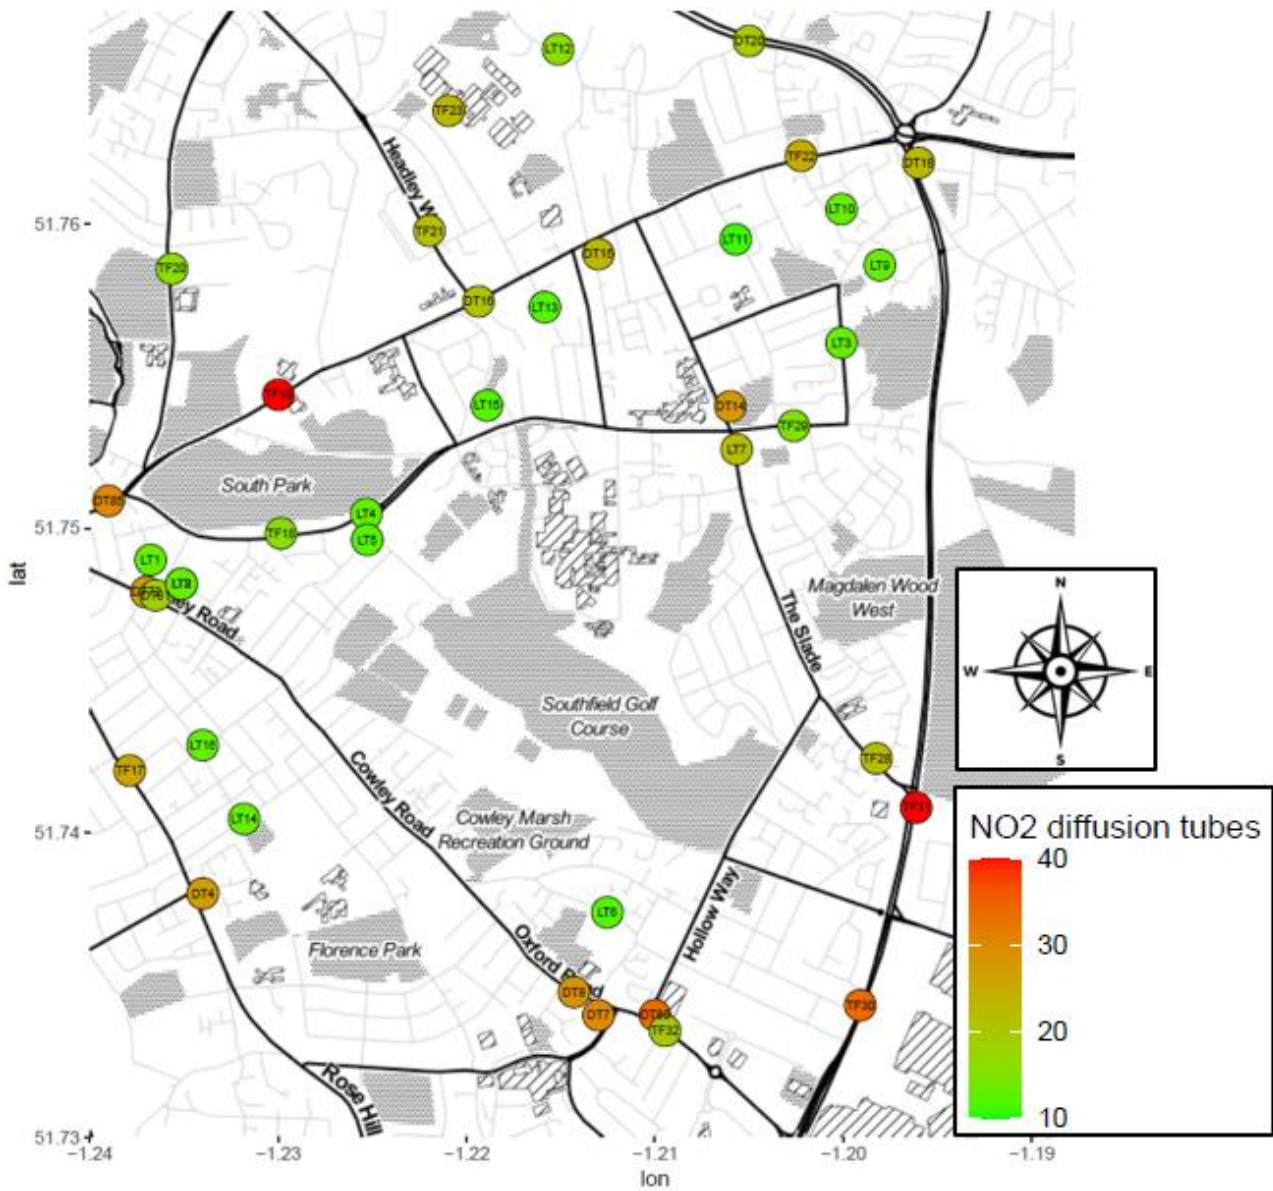 LT12
DT20
TF23
Headley W
TF22
DT18
51.76
LT10
TF21
LT11
DT15
LT9
TF20
DT16
LT13
LT3
LT15
DT14
TF29
LT7
South Park
DT85
LT4
51.75
TF18
LT5
LT1
LT8
ley Road
Magdalen Wood
West
The Slade
N
W
E
S
lat
Southfield Golf
Course
LT16
TF28
TF17
Cowley Road
51.74
LT14
Cowley Marsh
Recreation Ground
NO2 diffusion tubes
40
30
20
10
DT4
LT6
Hollow Way
Florence Park
Oxford R
d
DT8
DT7
TF30
TF32
Rose Hill
51.73
−1.24
−1.23
−1.22
−1.21
−1.20
−1.19
lon